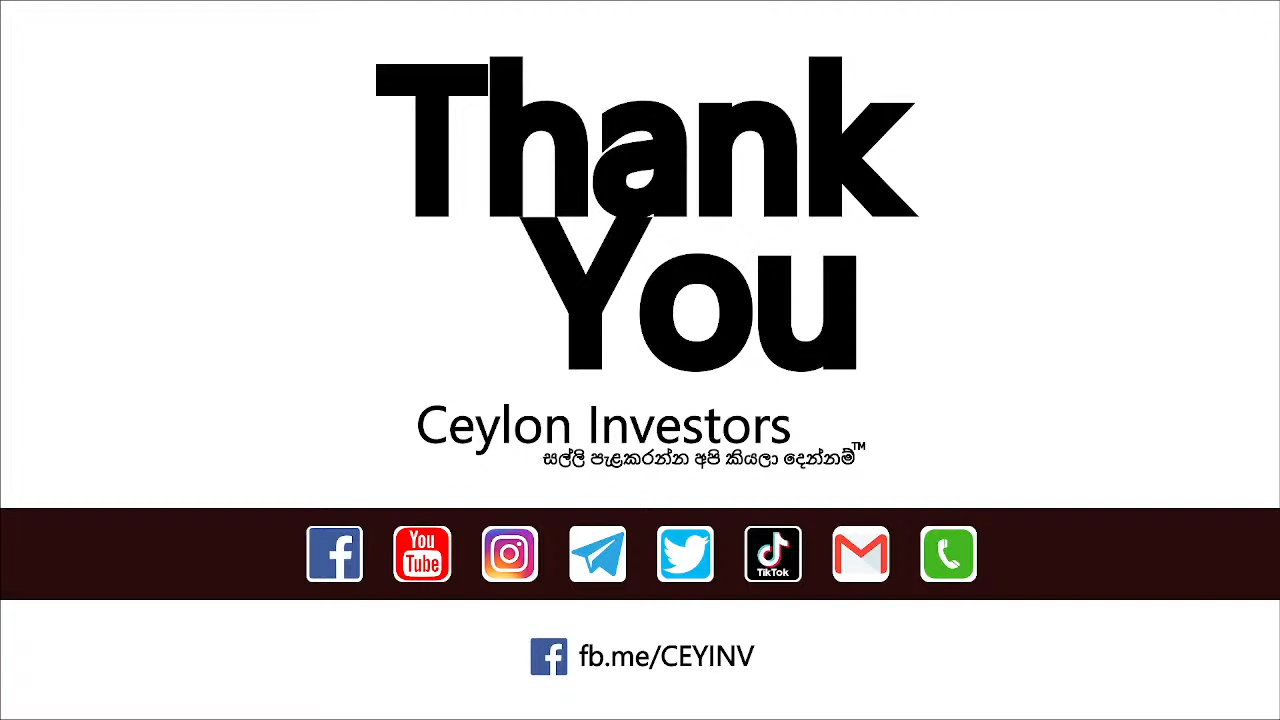 Thank
You
Ceylon Investors
සල්ලි පැළකරන්න අපි කියලා දෙන්නම්™
You
Tube
TikTok
fb.me/CEYINV